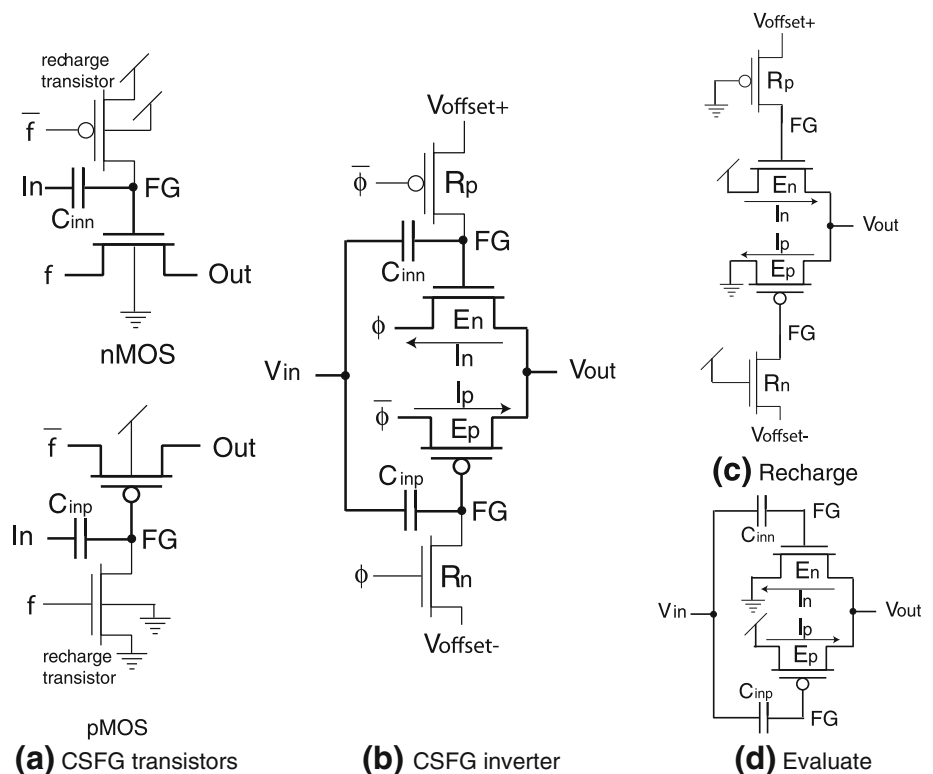 recharge
transistor
f̅
In
Cinn
FG
f
Out
nMOS
f̅
Out
Cinp
In
FG
f
recharge
transistor
pMOS
(a) CSFG transistors
Voffset+
ϕ̅
Rp
Cinn
FG
ϕ
En
In
Vin
Vout
Ip
ϕ̅
Ep
Cinp
FG
ϕ
Rn
Voffset-
(b) CSFG inverter
Voffset+
Rp
FG
En
In
Vout
Ip
Ep
FG
Rn
Voffset-
(c) Recharge
FG
Cinn
En
In
Vin
Vout
Ip
Ep
Cinp
FG
(d) Evaluate